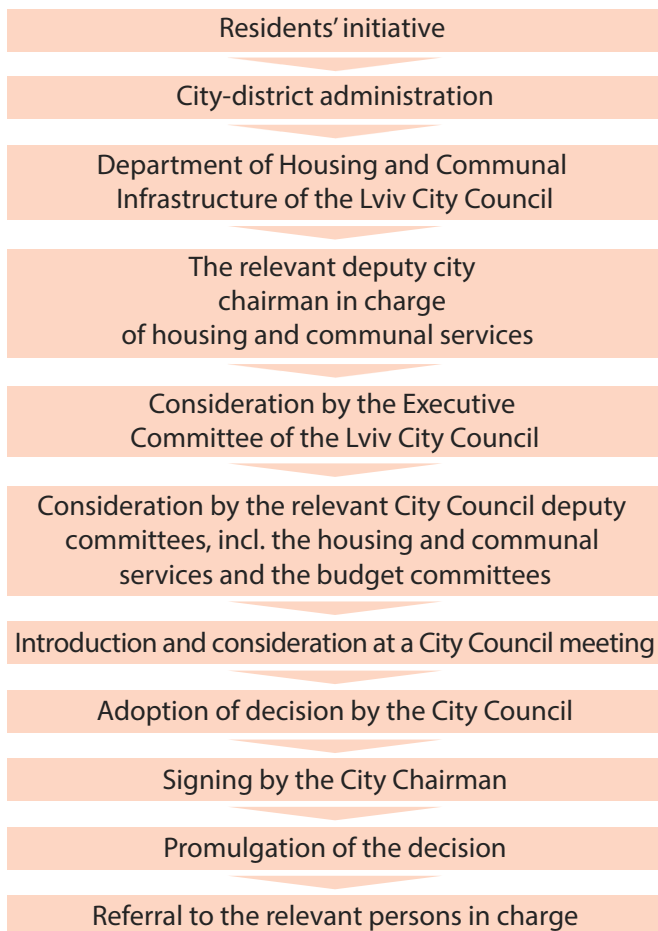 Residents’ initiative
City-district administration
Department of Housing and Communal
Infrastructure of the Lviv City Council
The relevant deputy city
chairman in charge
of housing and communal services
Consideration by the Executive
Committee of the Lviv City Council
Consideration by the relevant City Council deputy
committees, incl. the housing and communal
services and the budget committees
Introduction and consideration at a City Council meeting
Adoption of decision by the City Council
Signing by the City Chairman
Promulgation of the decision
Referral to the relevant persons in charge